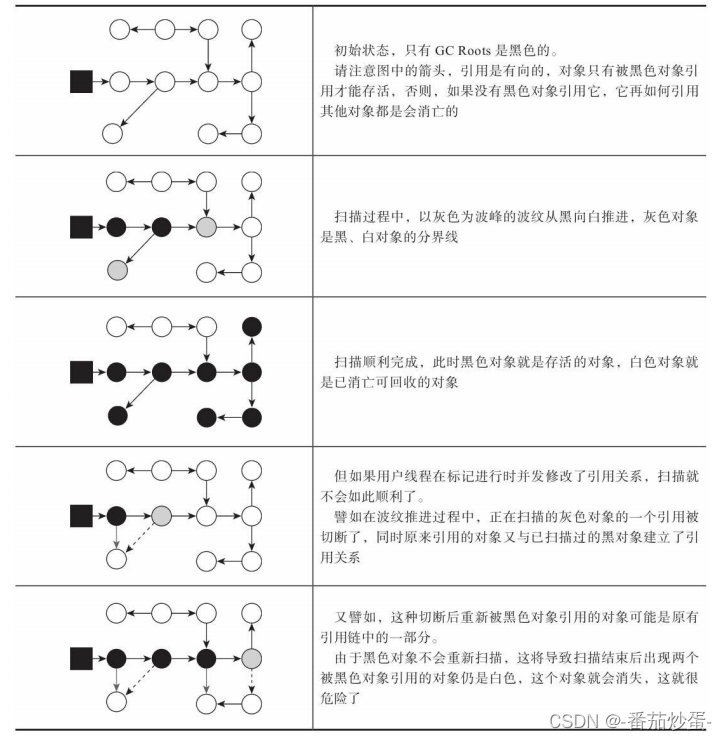 初始状态，只有 GC Roots 是黑色的。
请注意图中的箭头，引用是有向的，对象只有被黑色对象引
用才能存活，否则，如果没有黑色对象引用它，它再如何引用
其他对象都是会消亡的
扫描过程中，以灰色为波峰的波纹从黑向白推进，灰色对象
是黑、白对象的分界线
扫描顺利完成，此时黑色对象就是存活的对象，白色对象就
是已消亡可回收的对象
但如果用户线程在标记进行时并发修改了引用关系，扫描就
不会如此顺利了。
譬如在波纹推进过程中，正在扫描的灰色对象的一个引用被
切断了，同时原来引用的对象又与已扫描过的黑对象建立了引
用关系
又譬如，这种切断后重新被黑色对象引用的对象可能是原有
引用链中的一部分。
由于黑色对象不会重新扫描，这将导致扫描结束后出现两个
被黑色对象引用的对象仍是白色，这个对象就会消失，这就很
危险了
CSDN @-番茄炒蛋-